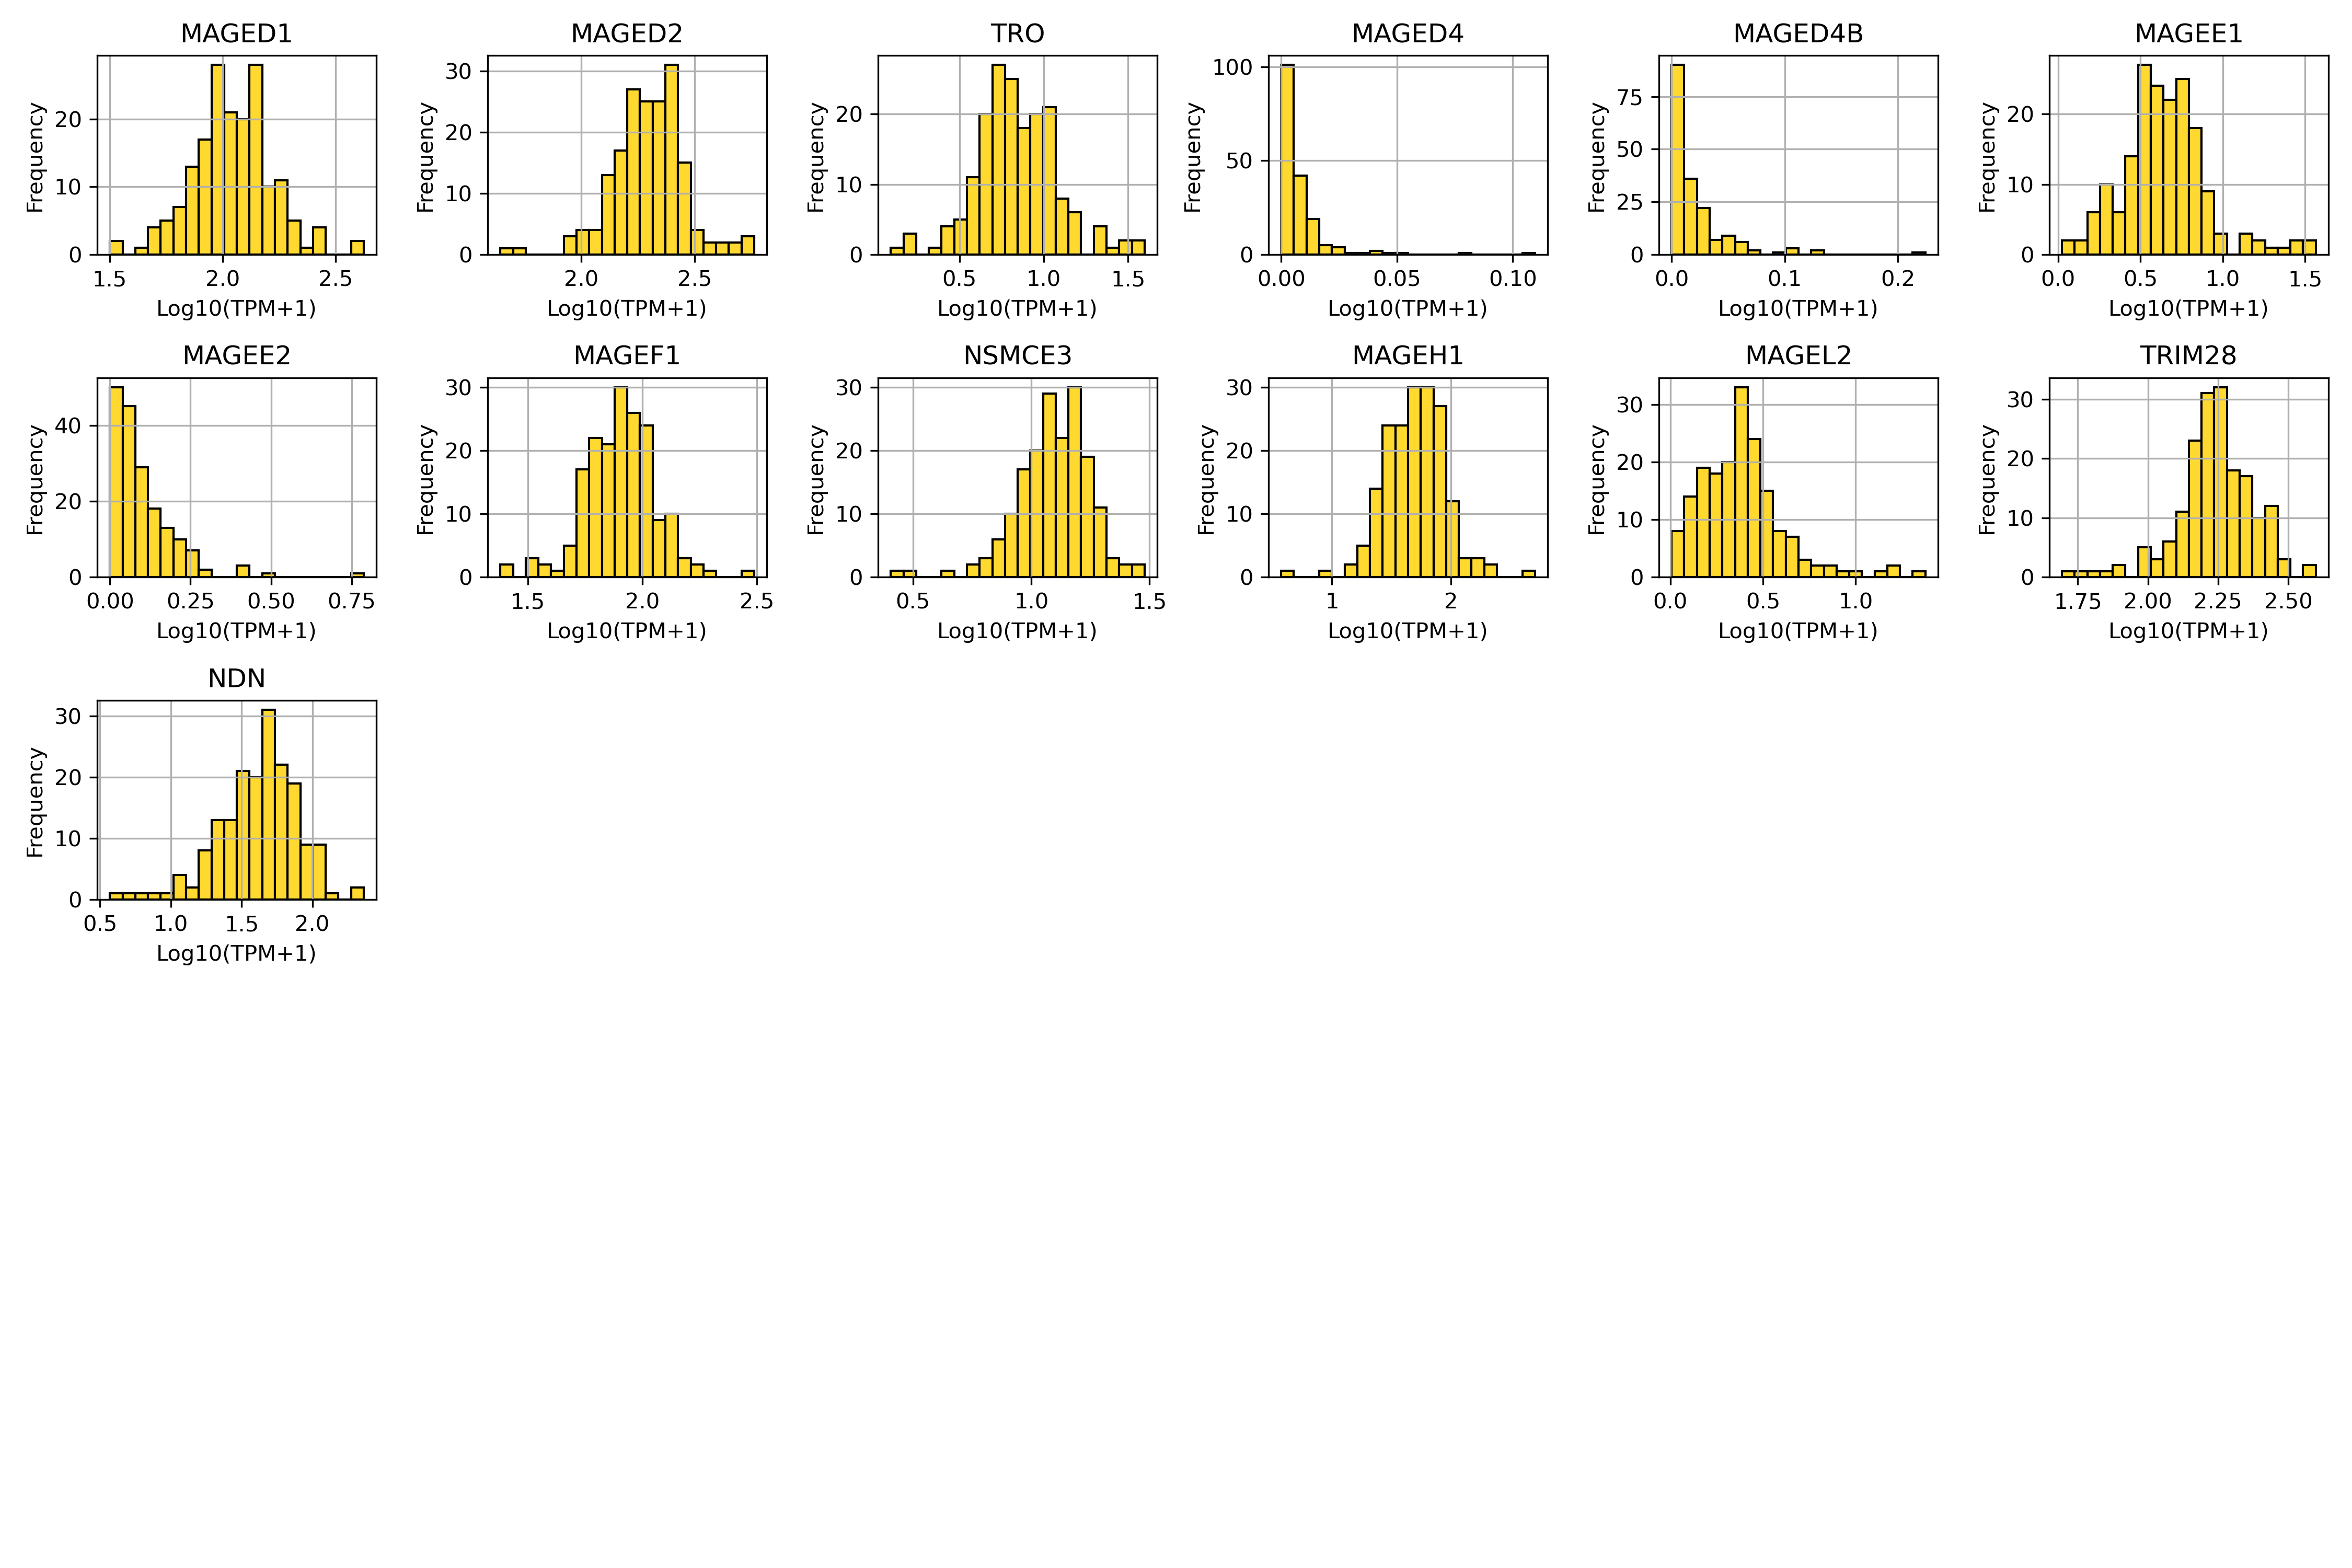 MAGED1 MAGED2 TRO MAGED4 MAGED4B MAGEE1
Frequency Frequency Frequency Frequency Frequency Frequency
20 30 20 100 75 20
10 20 10 50 50 10
0 10 0 0 25 0
0 0
1.5 2.0 2.5 2.0 2.5 0.5 1.0 1.5 0.00 0.05 0.10 0.0 0.1 0.2 0.0 0.5 1.0 1.5
Log10(TPM+1) Log10(TPM+1) Log10(TPM+1) Log10(TPM+1) Log10(TPM+1) Log10(TPM+1)
MAGEE2 MAGEF1 NSMCE3 MAGEH1 MAGEL2 TRIM28
Frequency Frequency Frequency Frequency Frequency Frequency
40 30 30 30 30 30
20 20 20 20 20 20
0 10 10 10 10 10
0 0 0 0 0
0.00 0.25 0.50 0.75 1.5 2.0 2.5 0.5 1.0 1.5 1 2 0.0 0.5 1.0 1.75 2.00 2.25 2.50
Log10(TPM+1) Log10(TPM+1) Log10(TPM+1) Log10(TPM+1) Log10(TPM+1) Log10(TPM+1)
NDN
Frequency
30
20
10
0
0.5 1.0 1.5 2.0
Log10(TPM+1)